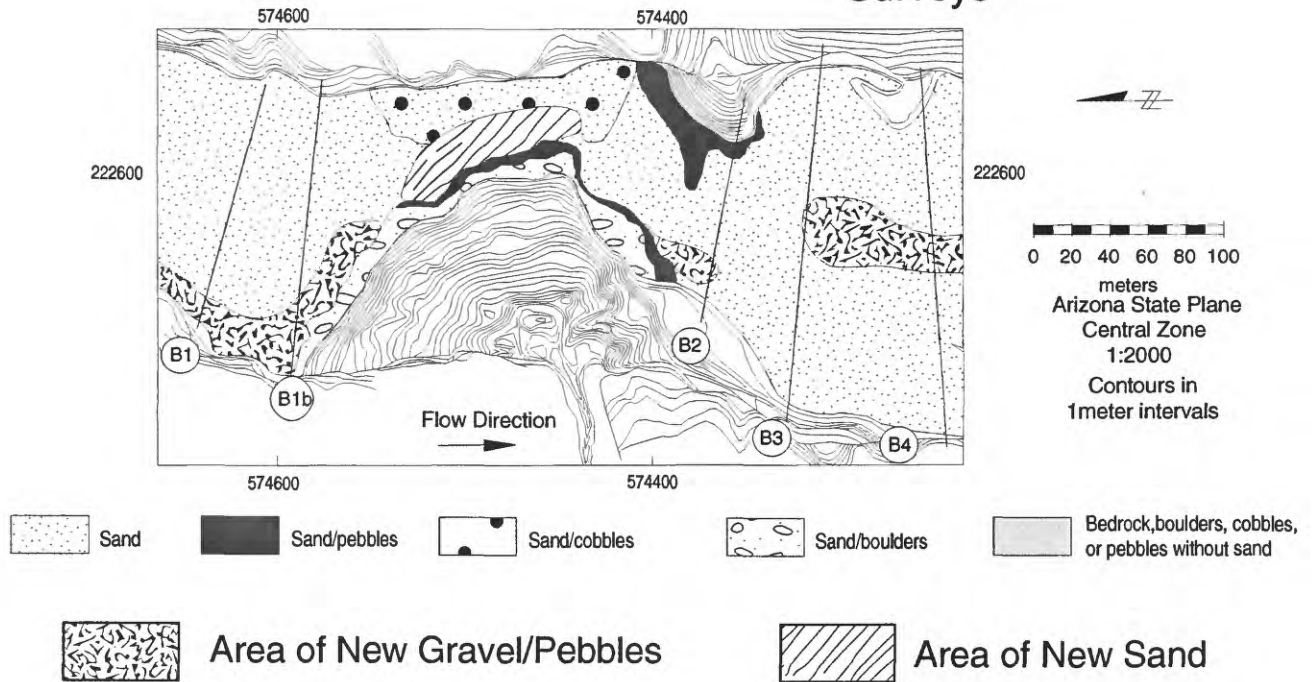 574600
574400
222600
222600
0 20 40 60 80 100
meters
Arizona State Plane
Central Zone
1:2000
Contours in
1meter intervals
B1
B1b
B2
B3
B4
Flow Direction
574600
574400
Sand
Sand/pebbles
Sand/cobbles
Sand/boulders
Bedrock,boulders, cobbles,
or pebbles without sand
Area of New Gravel/Pebbles
Area of New Sand